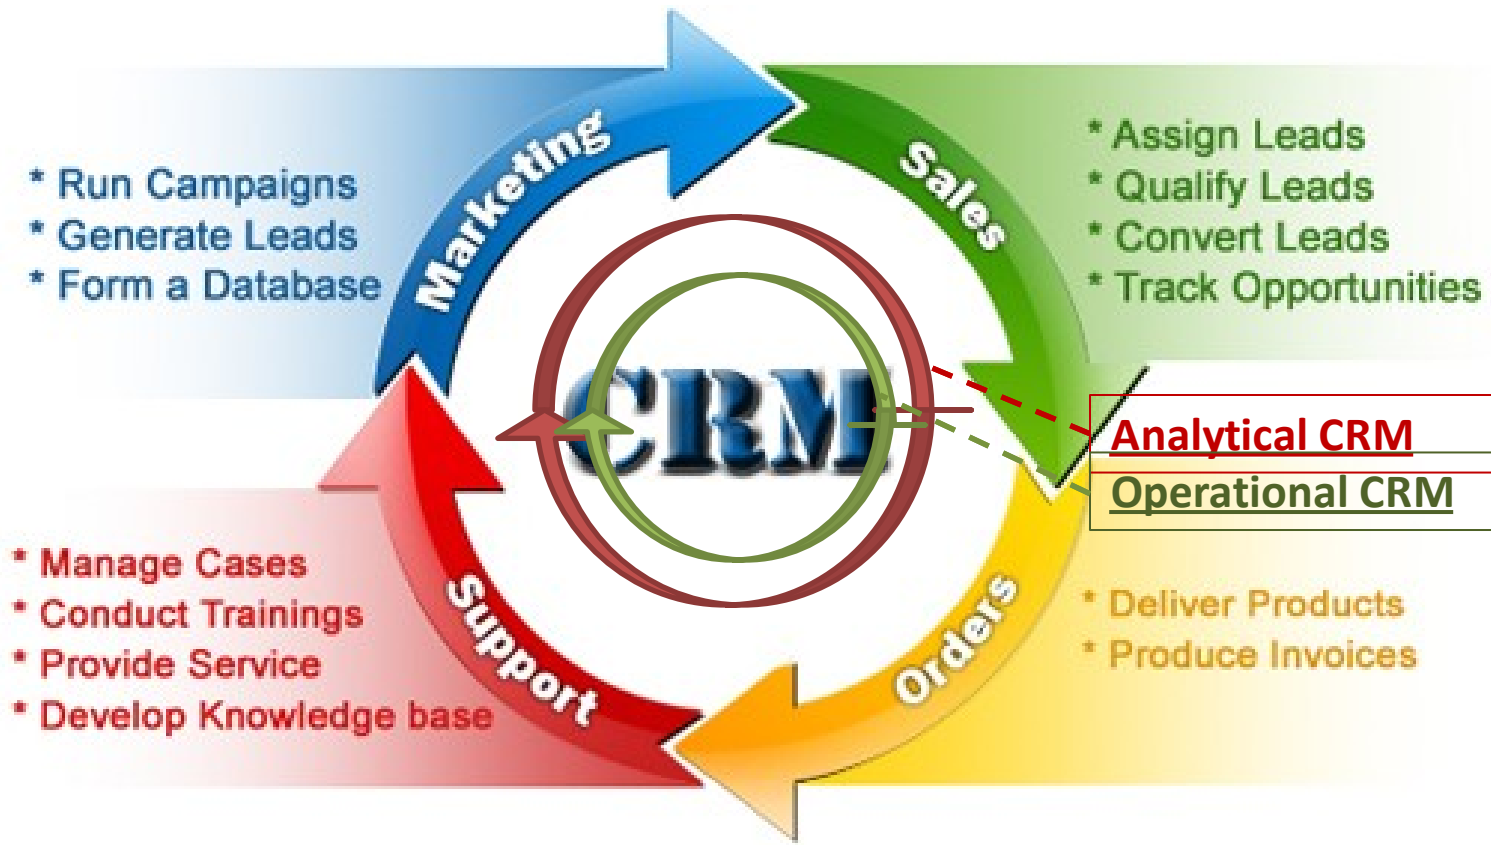 Marketing
* Run Campaigns
* Generate Leads
* Form a Database
Sales
* Assign Leads
* Qualify Leads
* Convert Leads
* Track Opportunities
CRM
Analytical CRM
Operational CRM
Support
* Manage Cases
* Conduct Trainings
* Provide Service
* Develop Knowledge base
Orders
* Deliver Products
* Produce Invoices